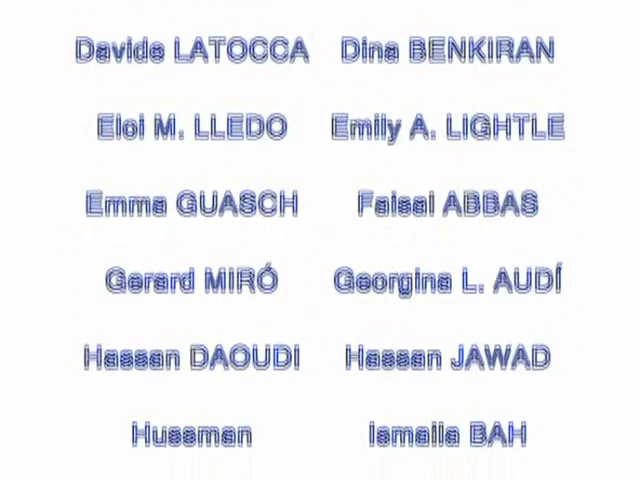 Davide LATOCCA Dina BENKIRAN
Eloi M. LLEDO Emily A. LIGHTLE
Emma GUASCH Faisal ABBAS
Gerard MIRÓ Georgina L. AUDÍ
Hassan DAOUDI Hassan JAWAD
Hussman Ismaila BAH